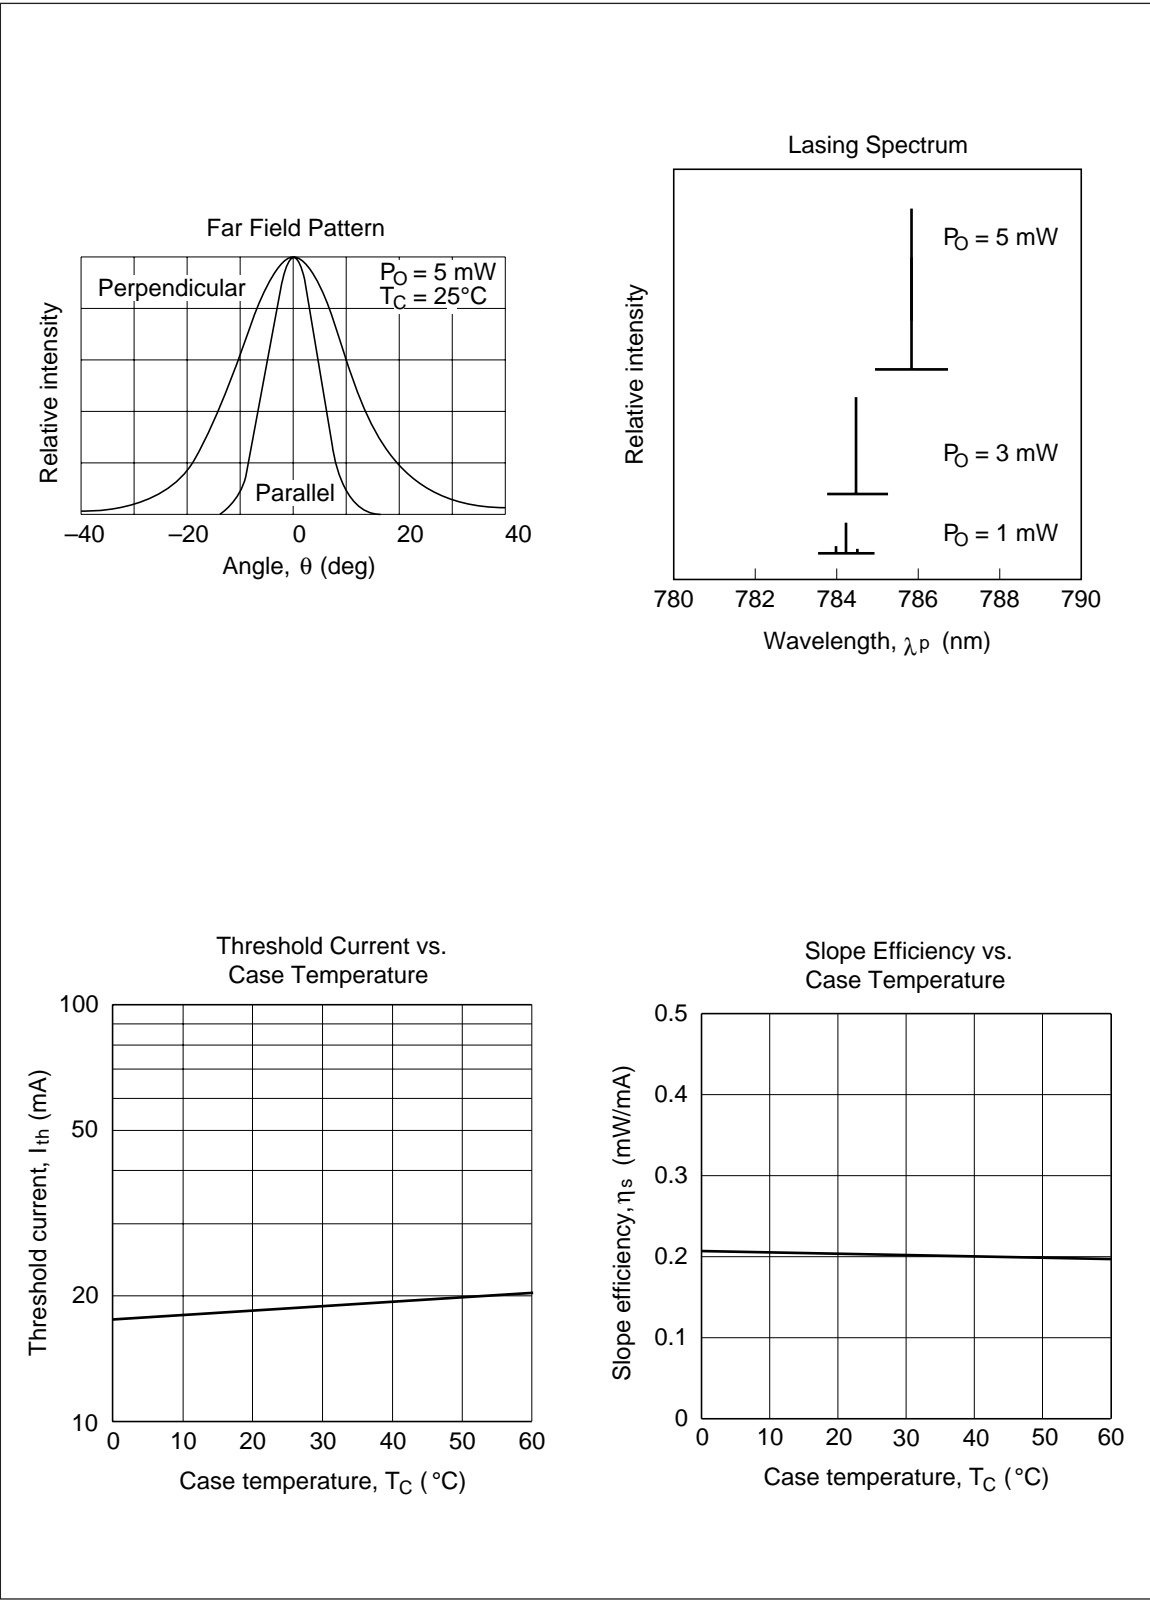 Far Field Pattern
Perpendicular
PO = 5 mW
TC = 25°C
Parallel
Relative intensity
–40 –20 0 20 40
Angle, θ (deg)
Lasing Spectrum
PO = 5 mW
PO = 3 mW
PO = 1 mW
Relative intensity
780 782 784 786 788 790
Wavelength, λp (nm)
Threshold Current vs.
Case Temperature
100
50
20
10
Threshold current, Ith (mA)
0 10 20 30 40 50 60
Case temperature, TC (°C)
Slope Efficiency vs.
Case Temperature
0.5
0.4
0.3
0.2
0.1
0
Slope efficiency, ηs (mW/mA)
0 10 20 30 40 50 60
Case temperature, TC (°C)